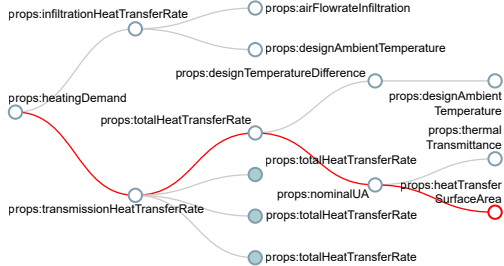 props:infiltrationHeatTransferRate
props:airFlowrateInfiltration
props:designAmbientTemperature
props:designTemperatureDifference
props:heatingDemand
props:designAmbient
Temperature
props:totalHeatTransferRate
props:thermal
Transmittance
props:totalHeatTransferRate
props:nominalUA
props:heatTransfer
SurfaceArea
props:transmissionHeatTransferRate
props:totalHeatTransferRate
props:totalHeatTransferRate